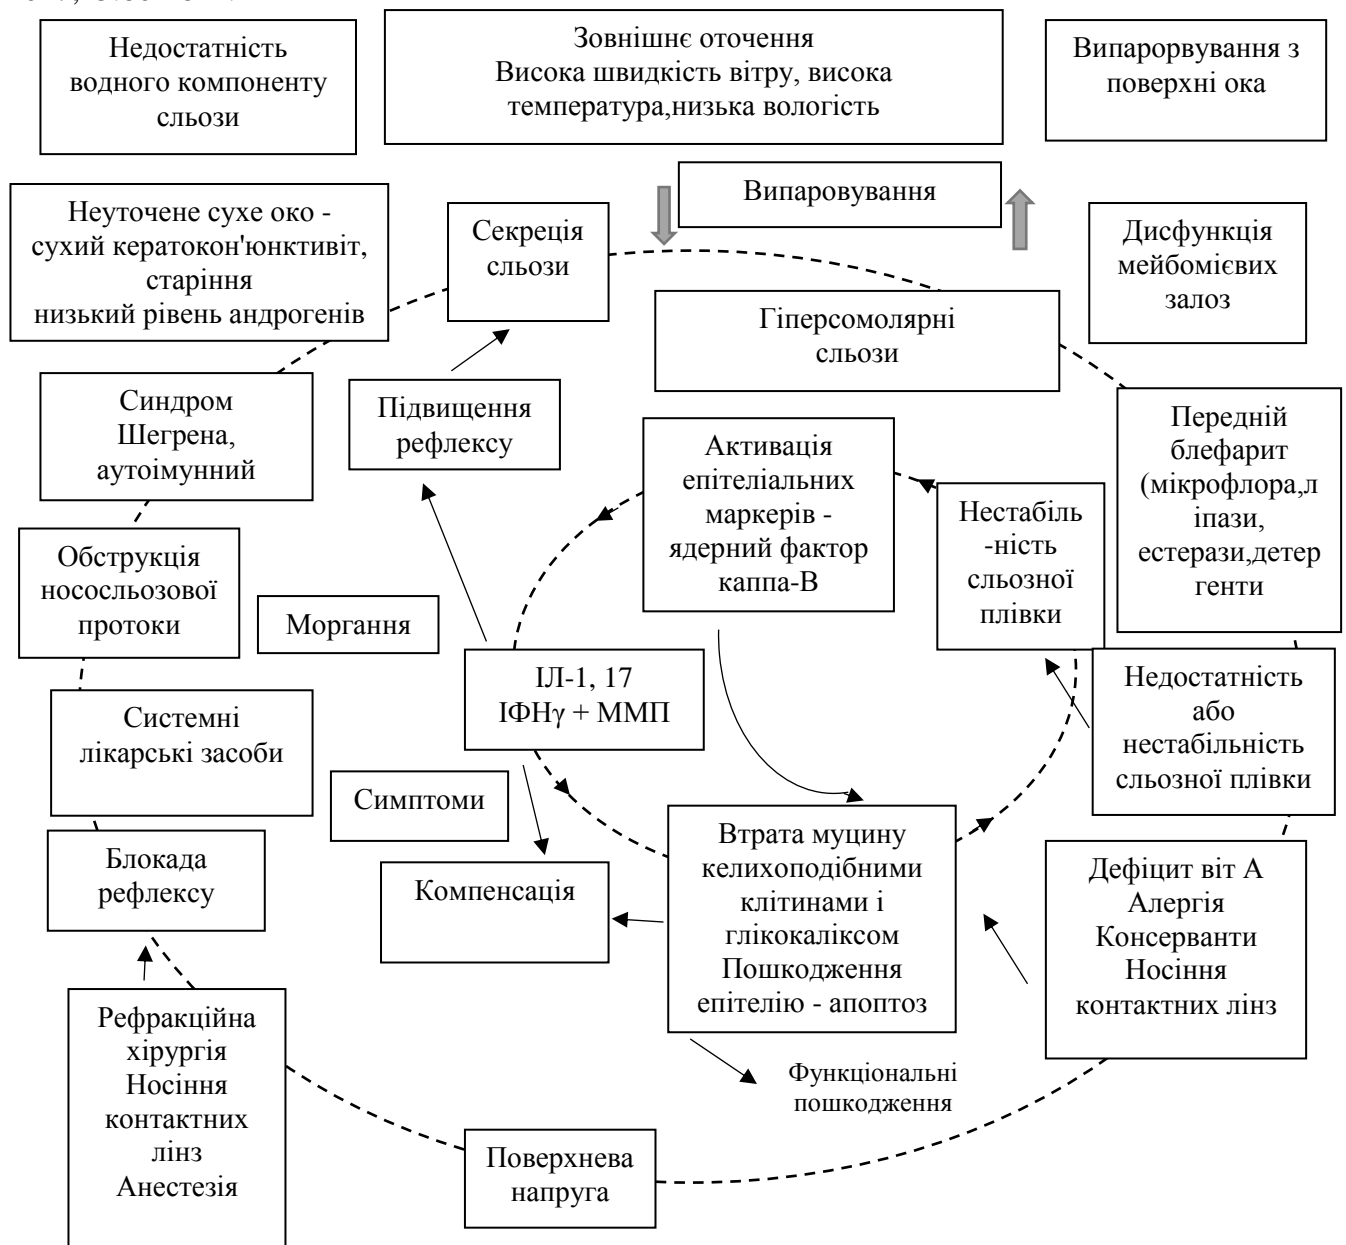 Недостатність
водного компоненту
сльози
Зовнішнє оточення
Висока швидкість вітру, висока
температура,низька вологість
Випарорвування з
поверхні ока
Випаровування
Неуточене сухе око -
сухий кератокон'юнктивіт,
старіння
низький рівень андрогенів
Секреція
сльози
Дисфункція
мейбомієвих
залоз
Гіперсомолярні
сльози
Синдром
Шегрена,
аутоімунний
Підвищення
рефлексу
Активація
епітеліальних
маркерів -
ядерний фактор
каппа-В
Передній
блефарит
(мікрофлора,л
іпази,
естерази,детер
генти
Нестабіль
-ність
сльозної
плівки
Обструкція
нососльозової
протоки
Моргання
ІЛ-1, 17
ІФНγ + ММП
Недостатність
або
нестабільність
сльозної плівки
Системні
лікарські засоби
Симптоми
Втрата муцину
келихоподібними
клітинами і
глікокаліксом
Пошкодження
епітелію - апоптоз
Блокада
рефлексу
Компенсація
Дефіцит віт А
Алергія
Консерванти
Носіння
контактних лінз
Рефракційна
хірургія
Носіння
контактних
лінз
Анестезія
Функціональні
пошкодження
Поверхнева
напруга